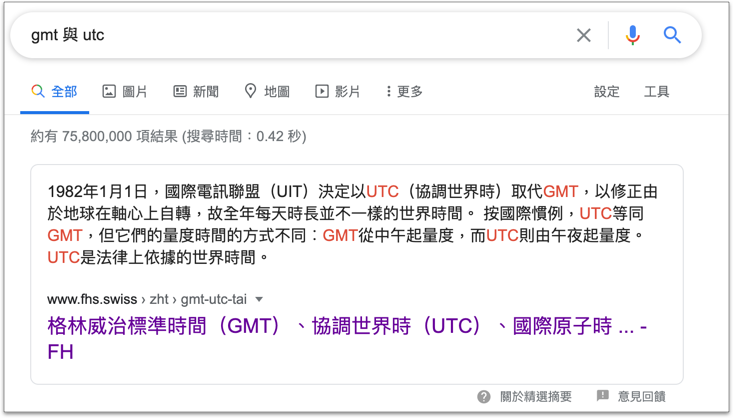 gmt 與 utc
全部 圖片 新聞 地圖 影片 更多 設定 工具
約有 75,800,000 項結果 (搜尋時間：0.42 秒)
1982年1月1日，國際電訊聯盟（UIT）決定以UTC（協調世界時）取代GMT，以修正由
於地球在軸心上自轉，故全年每天時長並不一樣的世界時間。 按國際慣例，UTC等同
GMT，但它們的量度時間的方式不同：GMT從中午起量度，而UTC則由午夜起量度。
UTC是法律上依據的世界時間。
www.fhs.swiss › zht › gmt-utc-tai
格林威治標準時間（GMT）、協調世界時（UTC）、國際原子時 ... -
FH
關於精選摘要 意見回饋